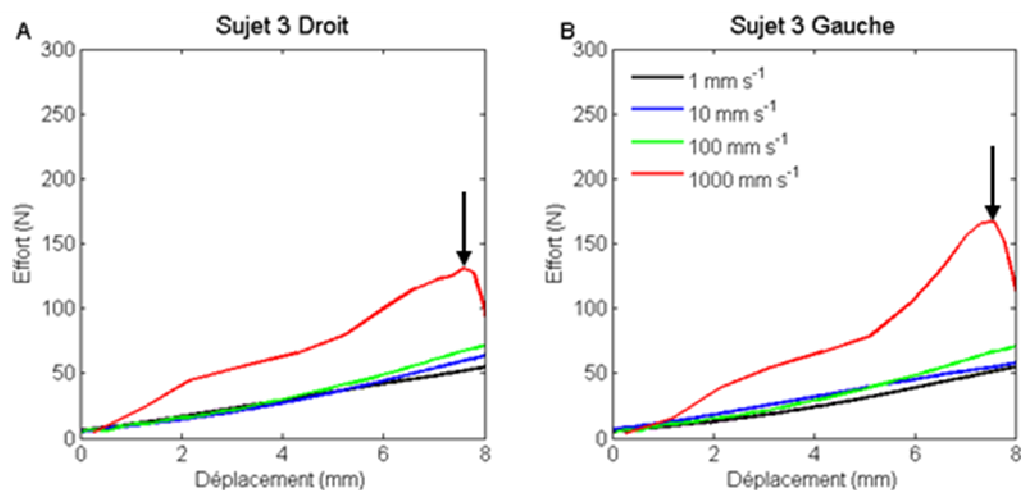 A
Sujet 3 Droit
300
250
200
150
100
50
0
Effort (N)
0 2 4 6 8
Déplacement (mm)
B
Sujet 3 Gauche
300
250
200
150
100
50
0
Effort (N)
1 mm s⁻¹
10 mm s⁻¹
100 mm s⁻¹
1000 mm s⁻¹
0 2 4 6 8
Déplacement (mm)